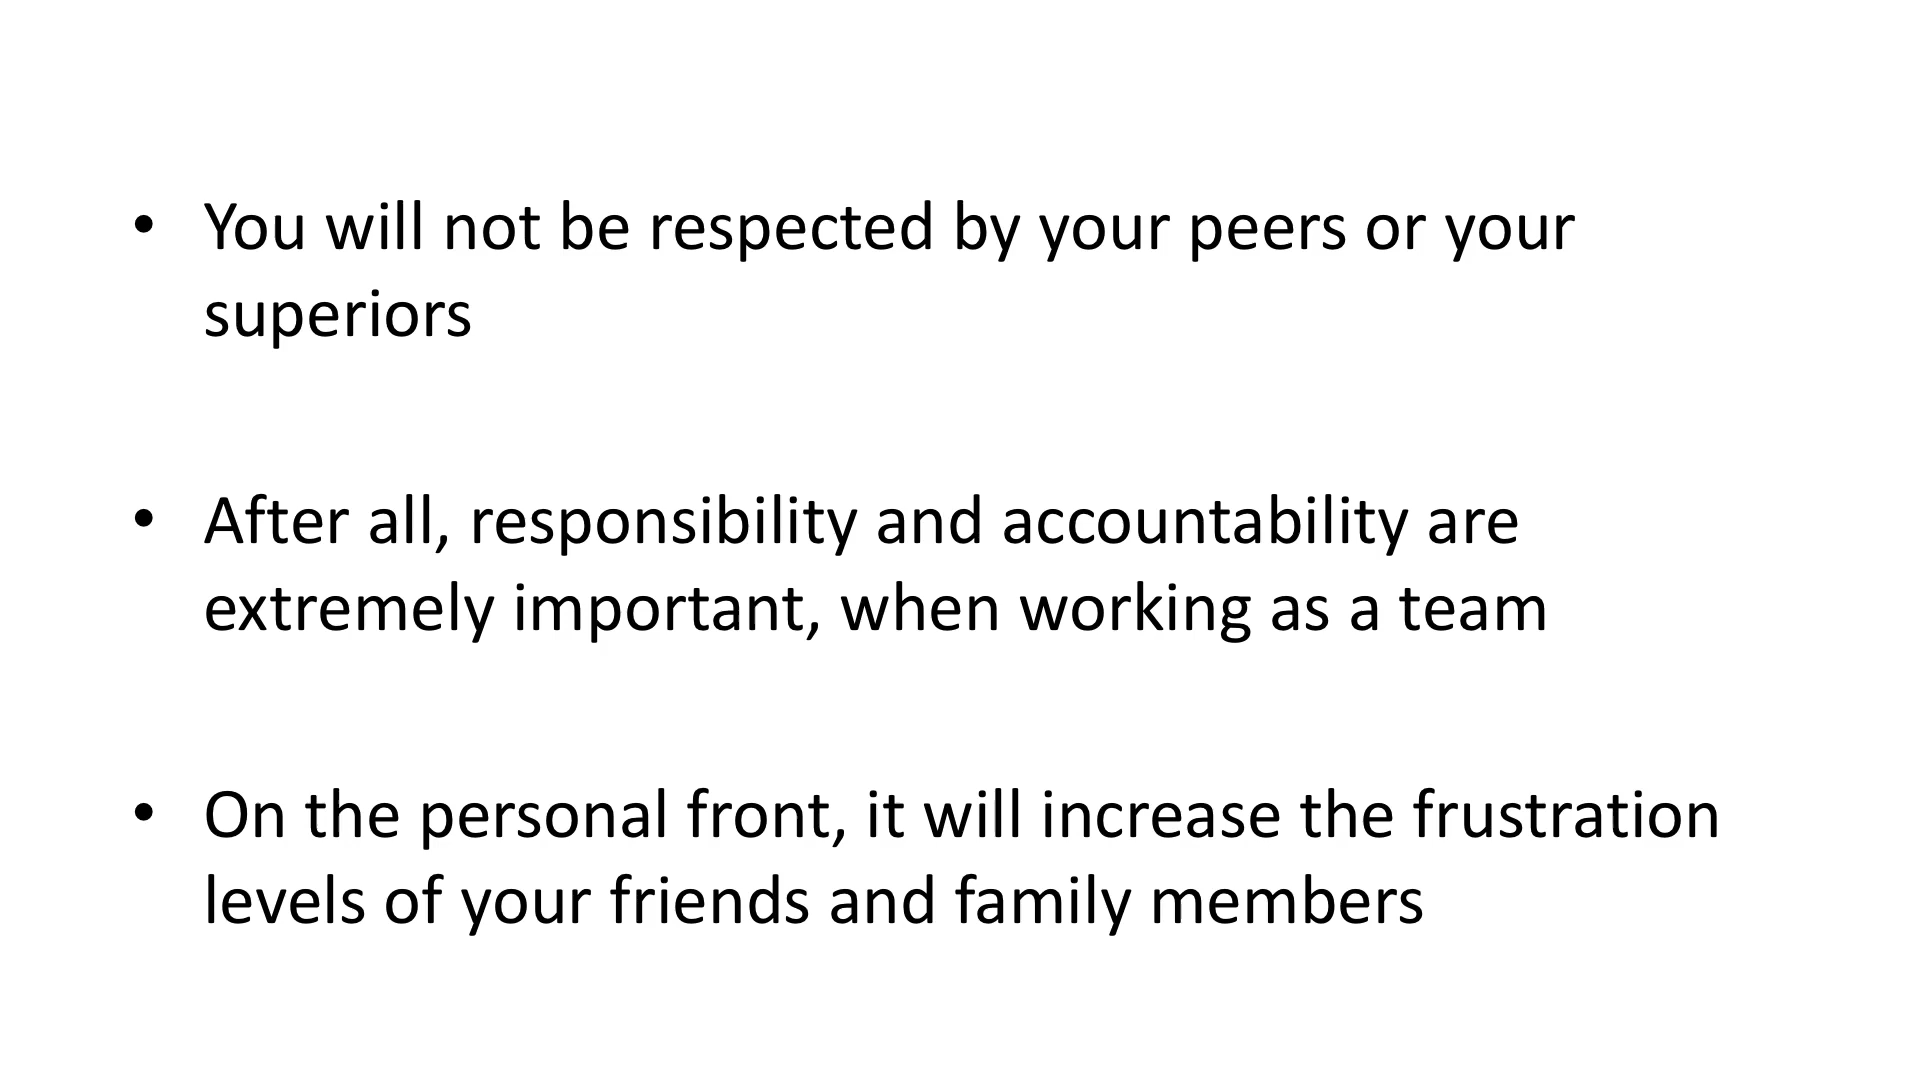 • You will not be respected by your peers or your
superiors
• After all, responsibility and accountability are
extremely important, when working as a team
• On the personal front, it will increase the frustration
levels of your friends and family members